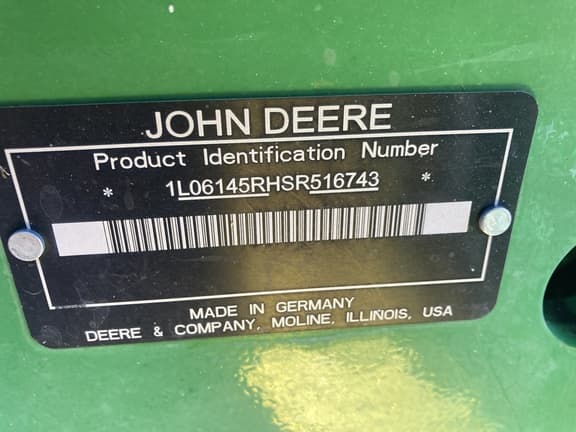 JOHN DEERE
Product Identification Number
* 1L06145RHSR516743 *
MADE IN GERMANY
DEERE & COMPANY, MOLINE, ILLINOIS, USA